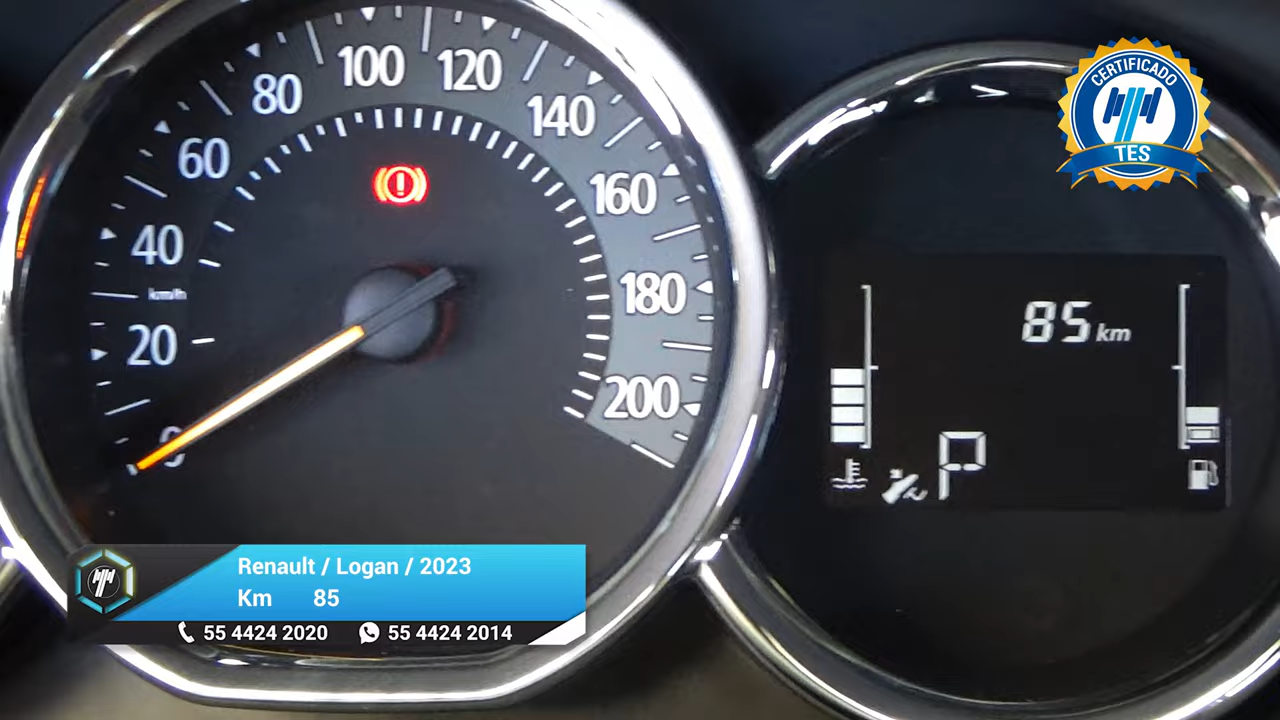 0
20
km/h
40
60
80
100
120
140
160
180
200
85 km
P
CERTIFICADO
TES
Renault / Logan / 2023
Km 85
55 4424 2020 55 4424 2014